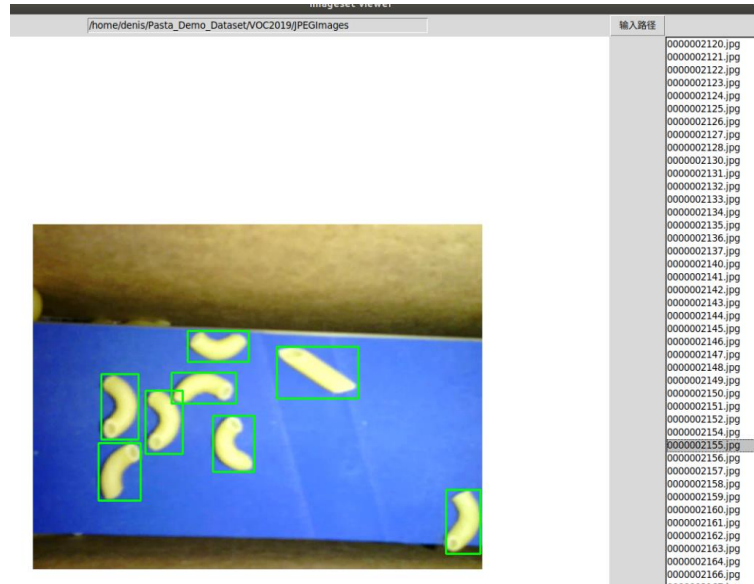 imageset viewer
/home/denis/Pasta_Demo_Dataset/VOC2019/JPEGImages
输入路径
0000002120.jpg
0000002121.jpg
0000002122.jpg
0000002123.jpg
0000002124.jpg
0000002125.jpg
0000002126.jpg
0000002127.jpg
0000002128.jpg
0000002130.jpg
0000002131.jpg
0000002132.jpg
0000002133.jpg
0000002134.jpg
0000002135.jpg
0000002136.jpg
0000002137.jpg
0000002140.jpg
0000002141.jpg
0000002142.jpg
0000002143.jpg
0000002144.jpg
0000002145.jpg
0000002146.jpg
0000002147.jpg
0000002148.jpg
0000002149.jpg
0000002150.jpg
0000002151.jpg
0000002152.jpg
0000002154.jpg
0000002155.jpg
0000002156.jpg
0000002157.jpg
0000002158.jpg
0000002159.jpg
0000002160.jpg
0000002161.jpg
0000002162.jpg
0000002163.jpg
0000002164.jpg
0000002166.jpg